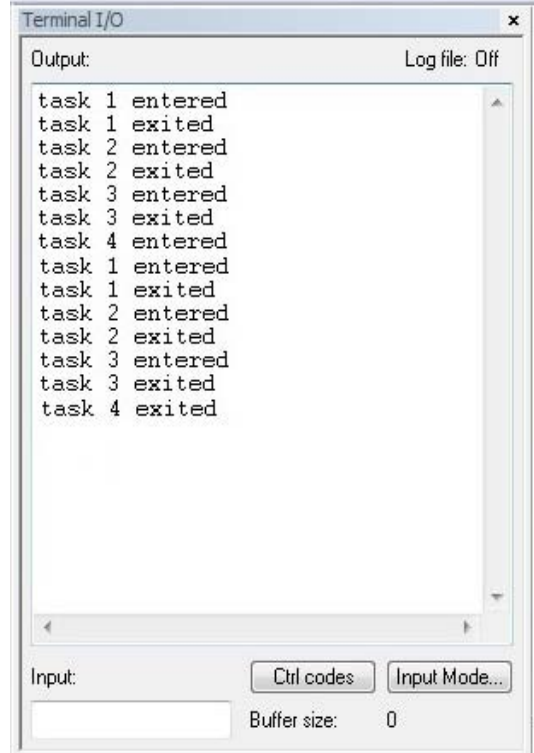 Terminal I/O x
Output: Log file: Off
task 1 entered
task 1 exited
task 2 entered
task 2 exited
task 3 entered
task 3 exited
task 4 entered
task 1 entered
task 1 exited
task 2 entered
task 2 exited
task 3 entered
task 3 exited
task 4 exited
Input: Ctrl codes Input Mode...
Buffer size: 0